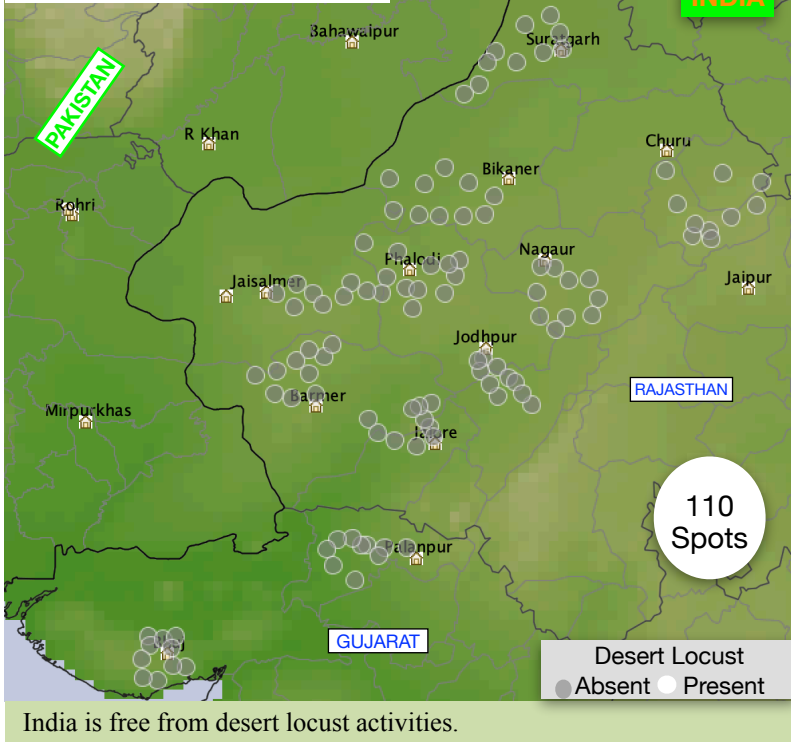 INDIA
Bahawalpur
Suratgarh
PAKISTAN
R Khan
Churu
Bikaner
Rohri
Phalodi
Nagaur
Jaisalmer
Jaipur
Jodhpur
RAJASTHAN
Barmer
Mirpurkhas
110
Spots
Palanpur
GUJARAT
Desert Locust
Absent Present
India is free from desert locust activities.